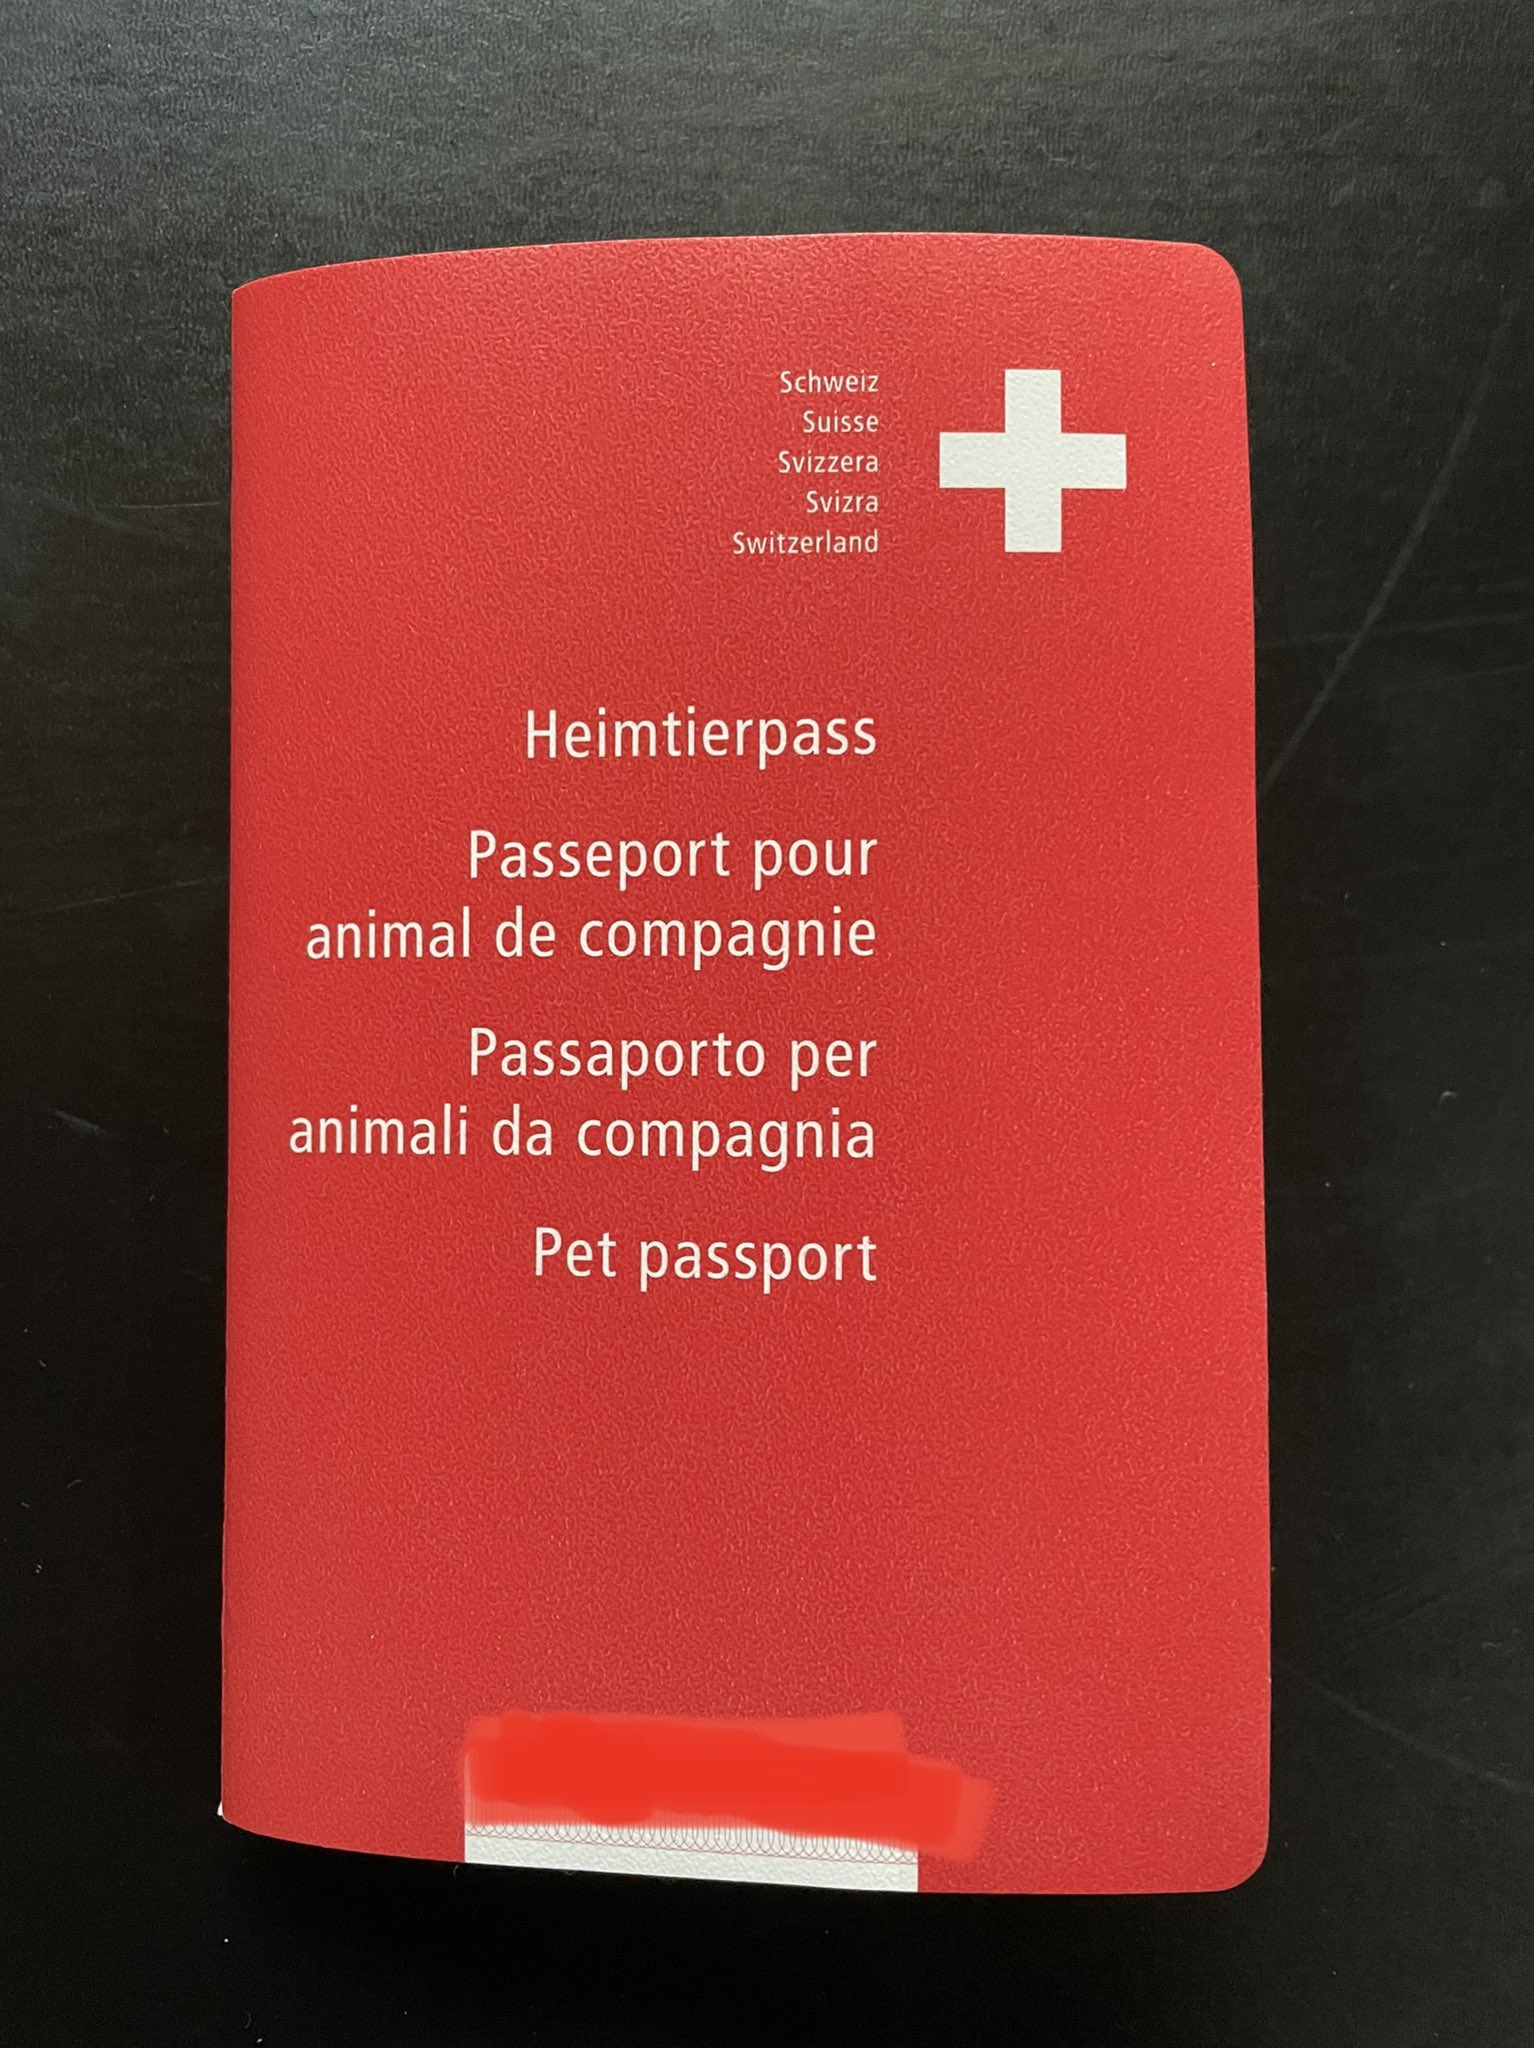 Schweiz
Suisse
Svizzera
Svizra
Switzerland
Heimtierpass
Passeport pour
animal de compagnie
Passaporto per
animali da compagnia
Pet passport